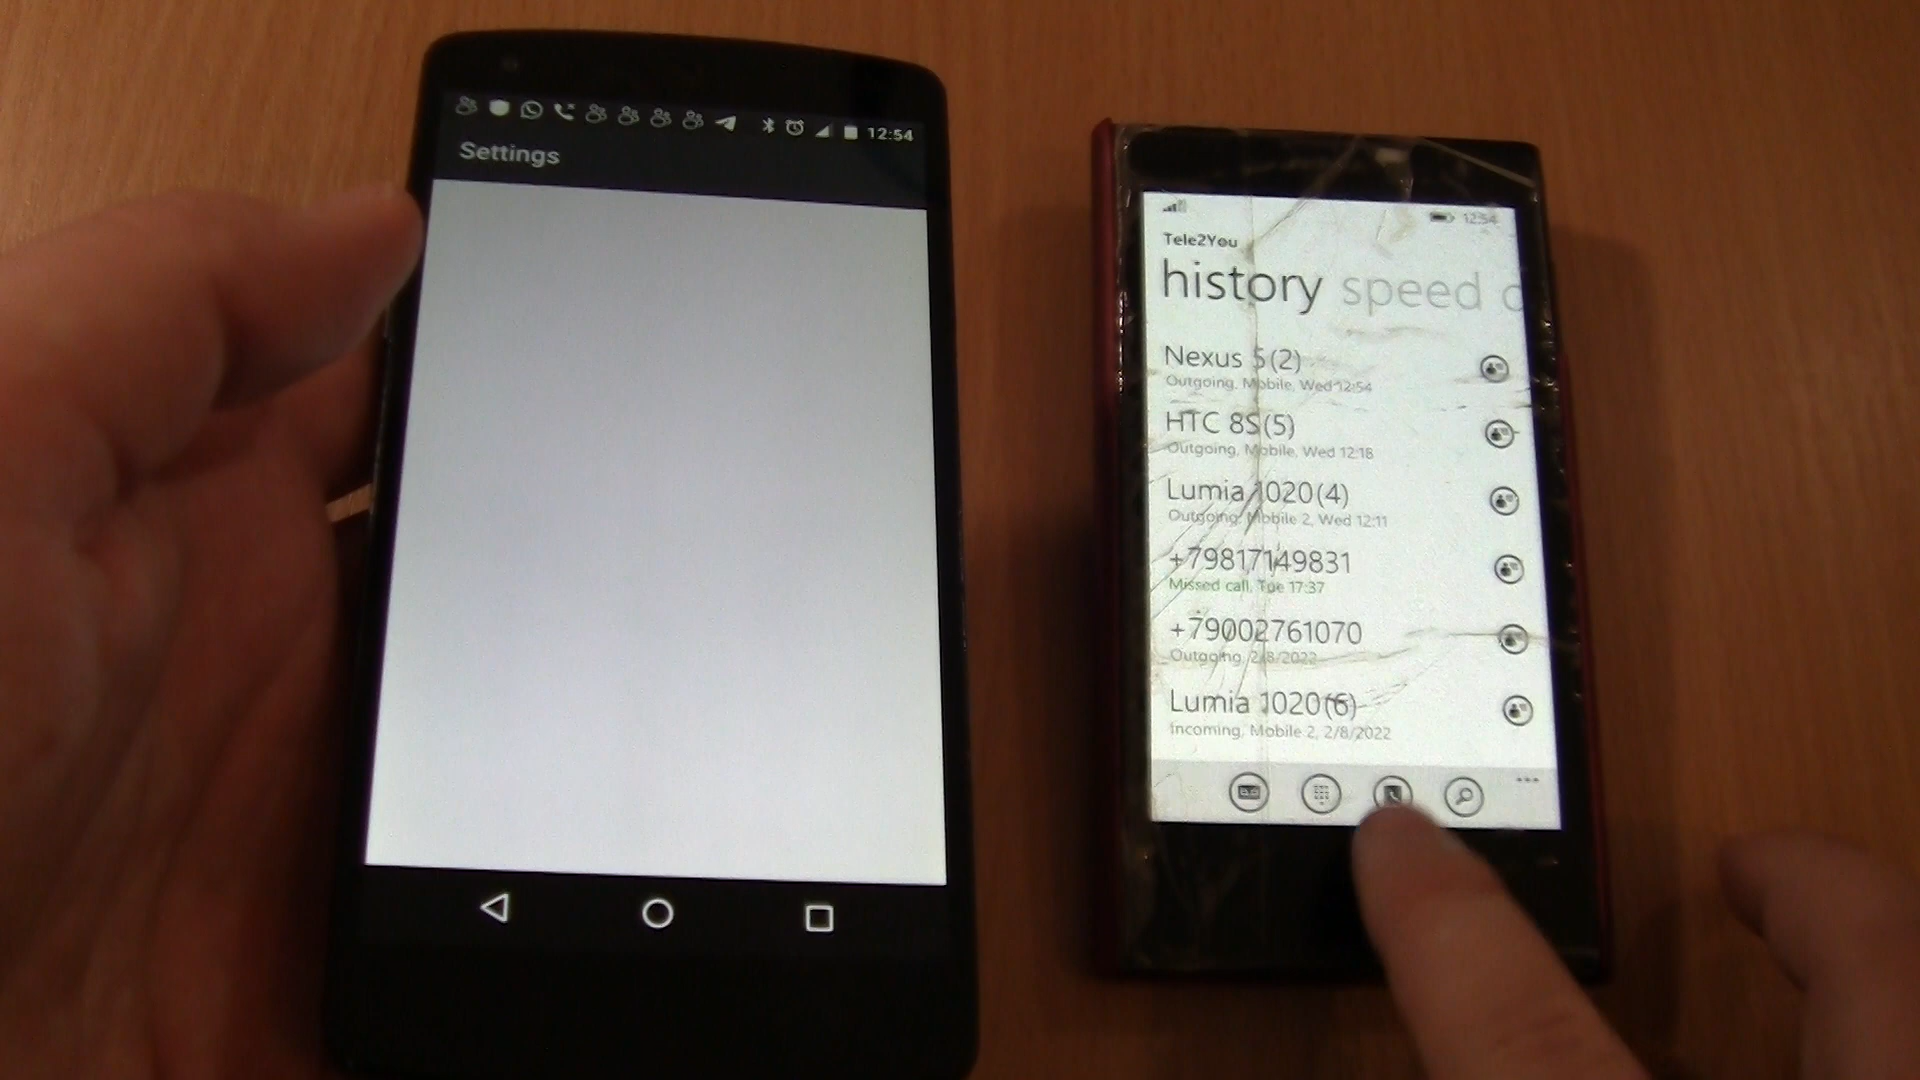 12:54
Settings
12:54
Tele2You
history speed d
Nexus 5(2)
Outgoing, Mobile, Wed 12:54
HTC 8S(5)
Outgoing, Mobile, Wed 12:18
Lumia 1020(4)
Outgoing, Mobile 2, Wed 12:11
+79817149831
Missed call, Tue 17:37
+79002761070
Outgoing, 2/8/2022
Lumia 1020(6)
Incoming, Mobile 2, 2/8/2022